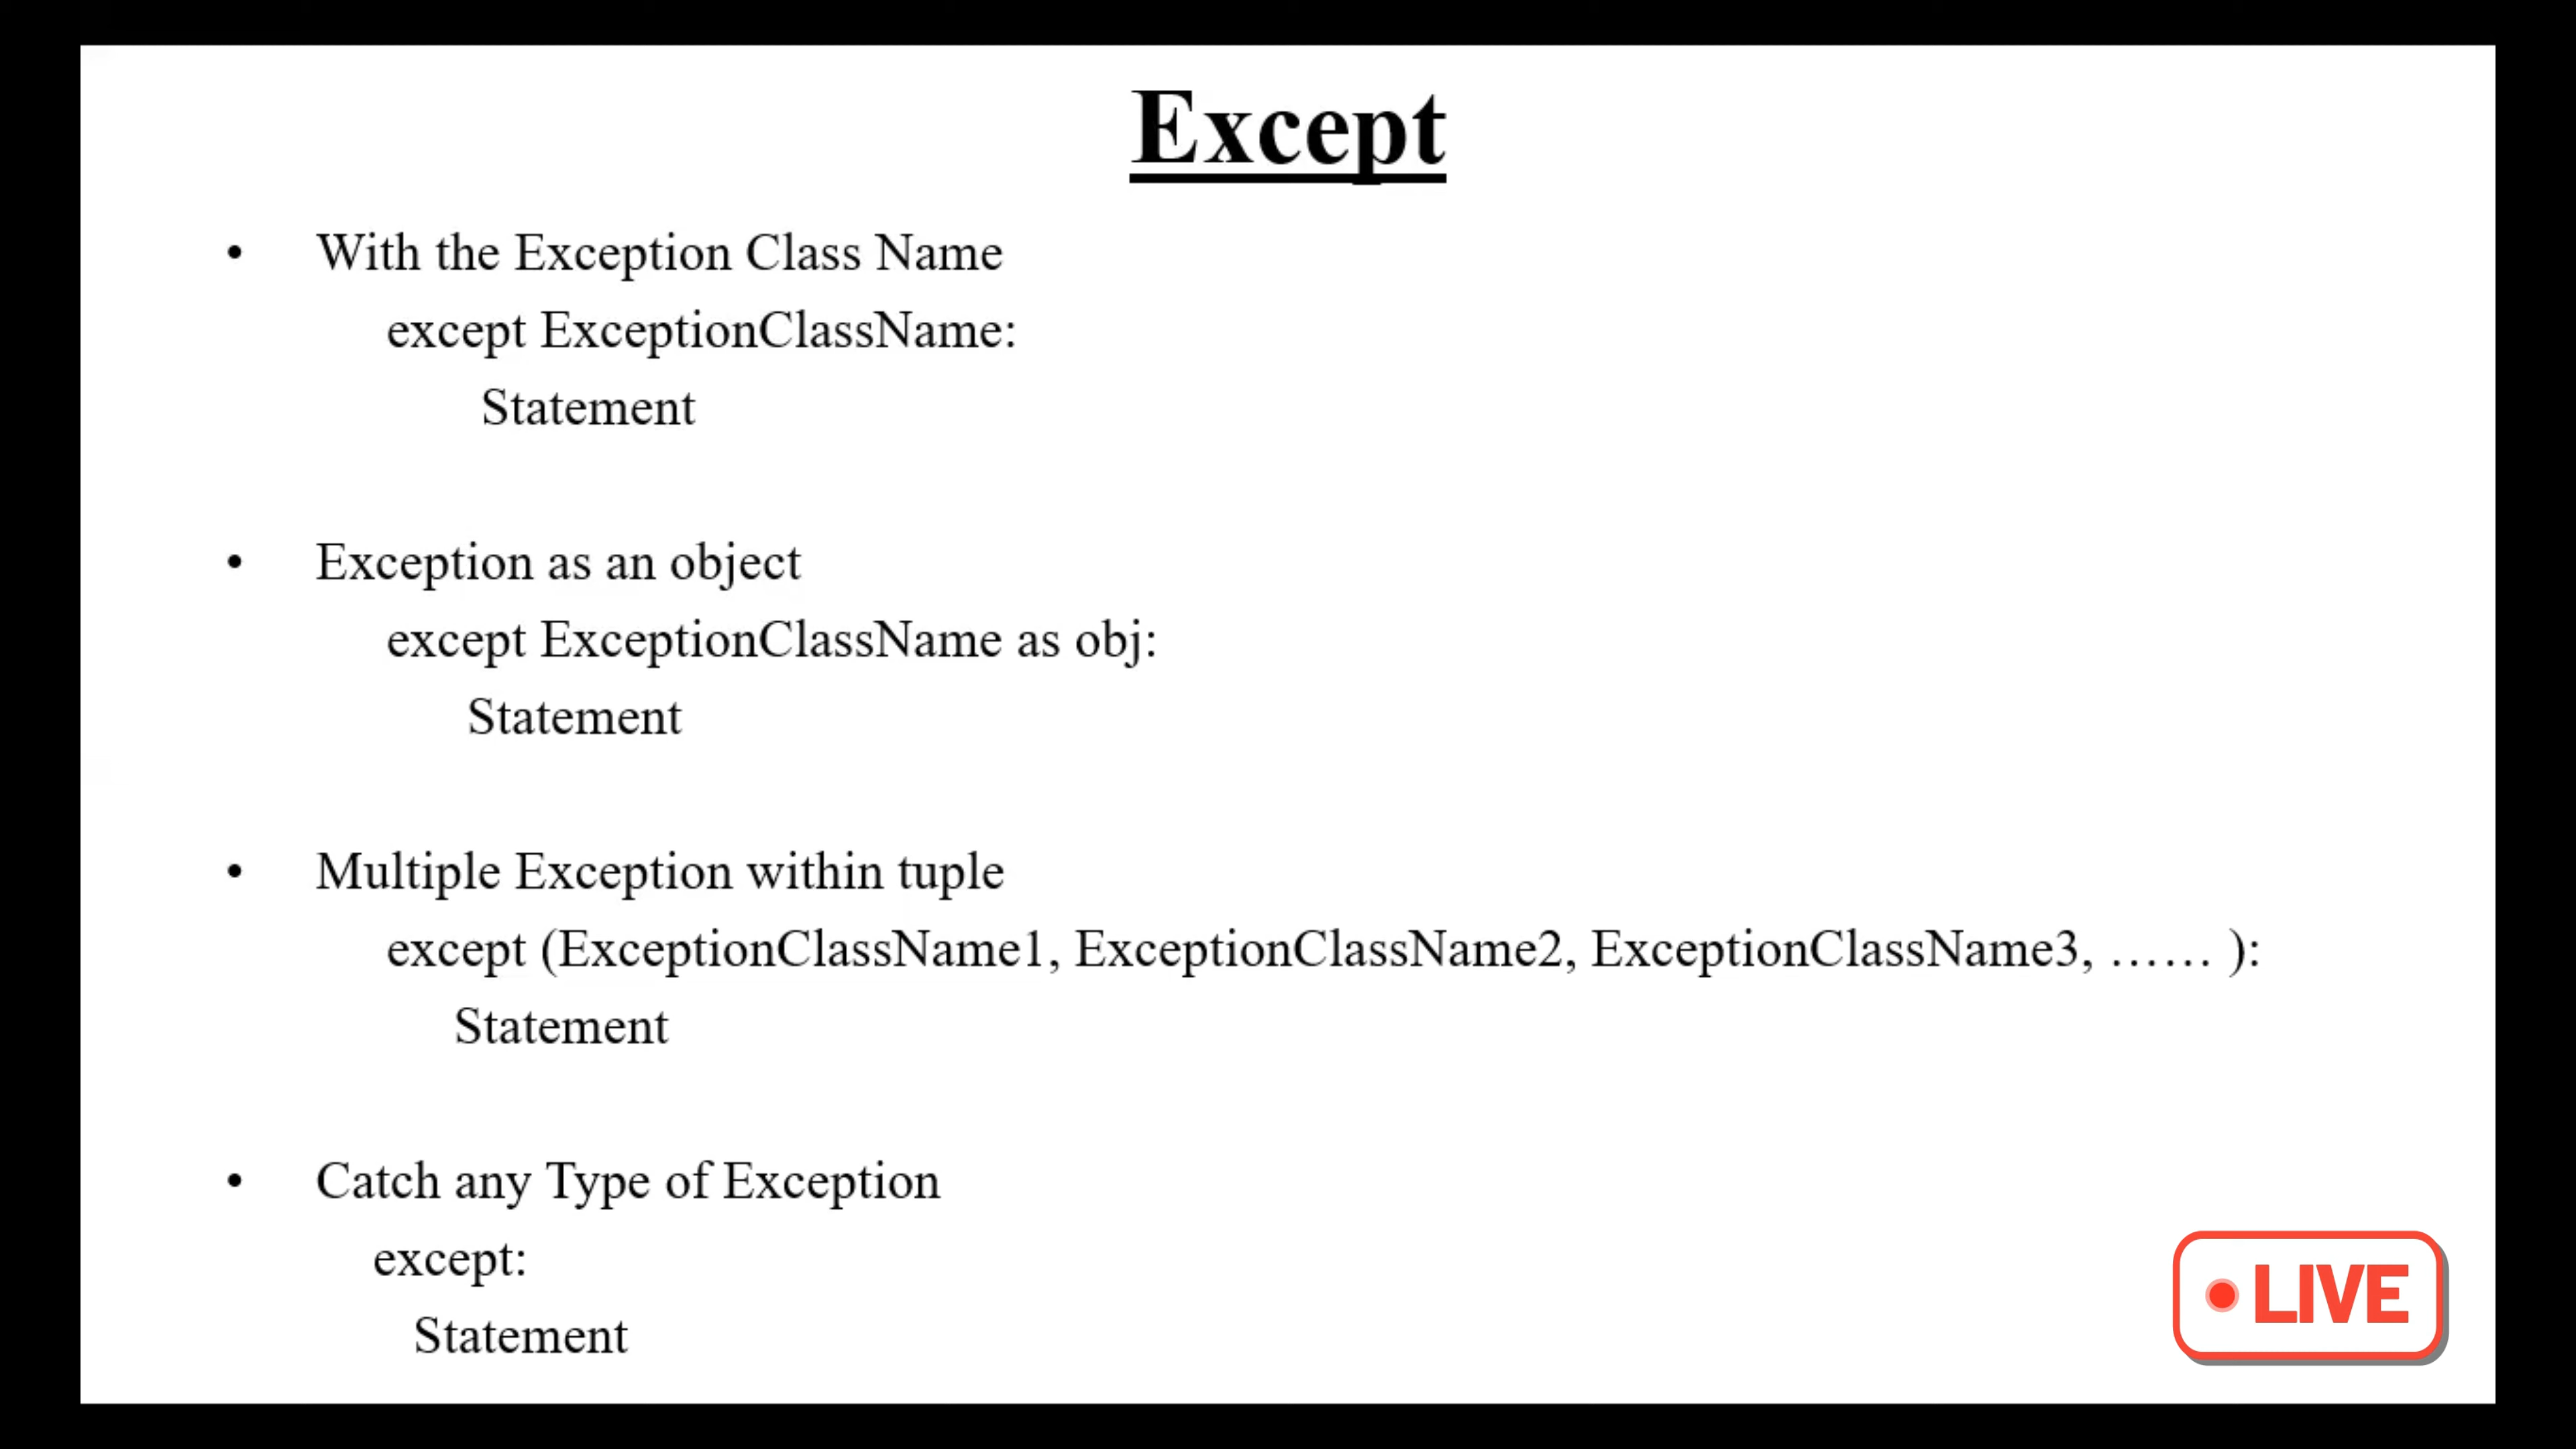 Except
• With the Exception Class Name
except ExceptionClassName:
Statement
• Exception as an object
except ExceptionClassName as obj:
Statement
• Multiple Exception within tuple
except (ExceptionClassName1, ExceptionClassName2, ExceptionClassName3, …… ):
Statement
• Catch any Type of Exception
except:
Statement
LIVE